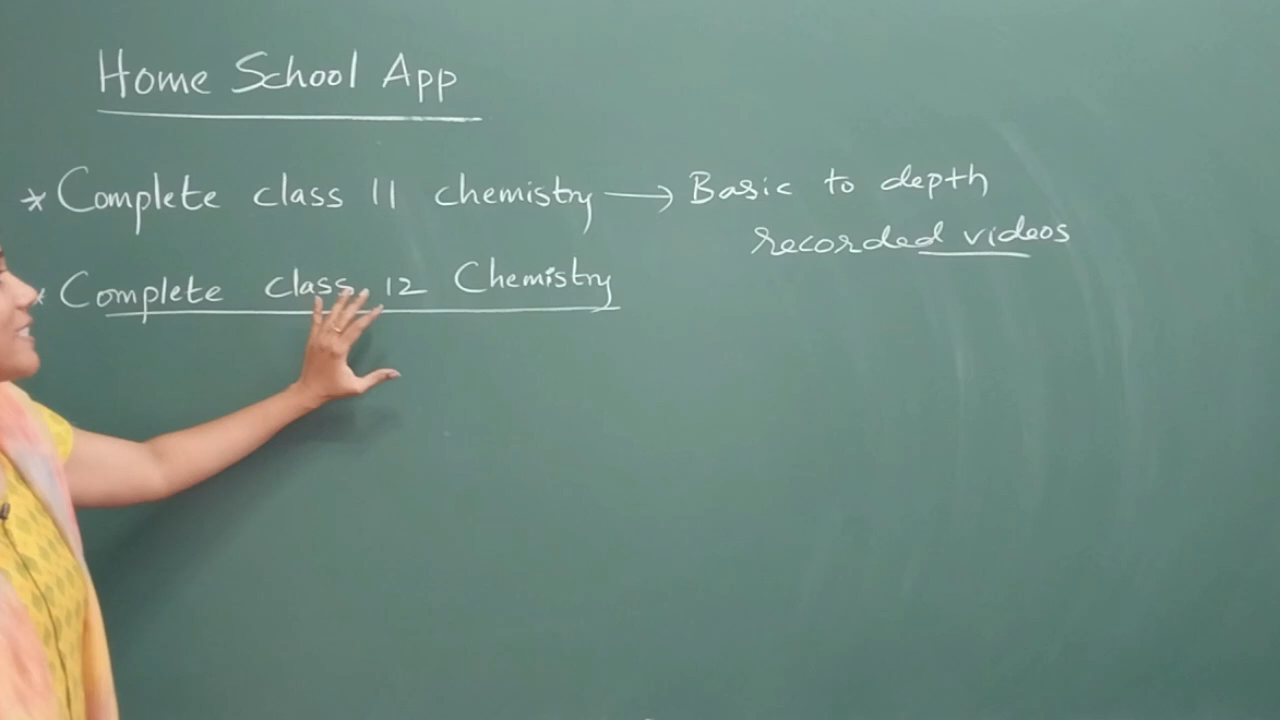 Home School App
* Complete class 11 chemistry → Basic to depth
recorded videos
* Complete class 12 Chemistry